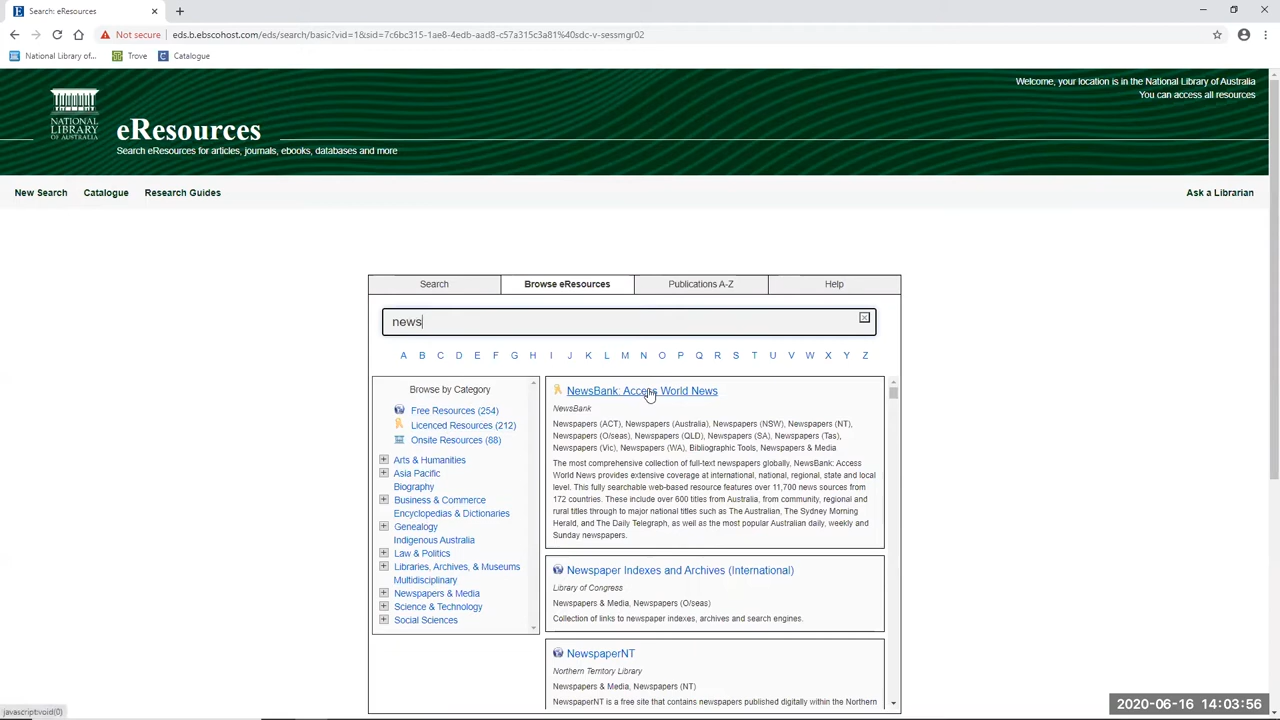 Search: eResources
Not secure
eds.b.ebscohost.com/eds/search/basic?vid=1&sid=7c6bc315-1ae8-4edb-aad8-c57a315c3a81%40sdc-v-sessmgr02
National Library of...
Trove
Catalogue
Welcome, your location is in the National Library of Australia
You can access all resources
NATIONAL
LIBRARY
OF AUSTRALIA
eResources
Search eResources for articles, journals, ebooks, databases and more
New Search
Catalogue
Research Guides
Ask a Librarian
Search
Browse eResources
Publications A-Z
Help
news
A B C D E F G H I J K L M N O P Q R S T U V W X Y Z
Browse by Category
Free Resources (254)
Licenced Resources (212)
Onsite Resources (88)
Arts & Humanities
Asia Pacific
Biography
Business & Commerce
Encyclopedias & Dictionaries
Genealogy
Indigenous Australia
Law & Politics
Libraries, Archives, & Museums
Multidisciplinary
Newspapers & Media
Science & Technology
Social Sciences
NewsBank: Access World News
NewsBank
Newspapers (ACT), Newspapers (Australia), Newspapers (NSW), Newspapers (NT),
Newspapers (O/seas), Newspapers (QLD), Newspapers (SA), Newspapers (Tas),
Newspapers (Vic), Newspapers (WA), Bibliographic Tools, Newspapers & Media
The most comprehensive collection of full-text newspapers globally, NewsBank: Access
World News provides extensive coverage at international, national, regional, state and local
level. This fully searchable web-based resource features over 11,700 news sources from
172 countries. These include over 600 titles from Australia, from community, regional and
rural titles through to major national titles such as The Australian, The Sydney Morning
Herald, and The Daily Telegraph, as well as the most popular Australian daily, weekly and
Sunday newspapers.
Newspaper Indexes and Archives (International)
Library of Congress
Newspapers & Media, Newspapers (O/seas)
Collection of links to newspaper indexes, archives and search engines.
NewspaperNT
Northern Territory Library
Newspapers & Media, Newspapers (NT)
NewspaperNT is a free site that contains newspapers published digitally within the Northern
javascript:void(0)
2020-06-16 14:03:56